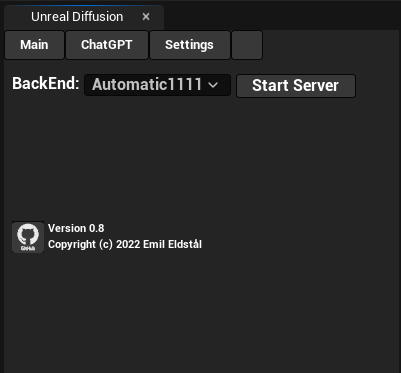 Unreal Diffusion ×
Main ChatGPT Settings
BackEnd: Automatic1111 Start Server
Version 0.8
GitHub Copyright (c) 2022 Emil Eldstål